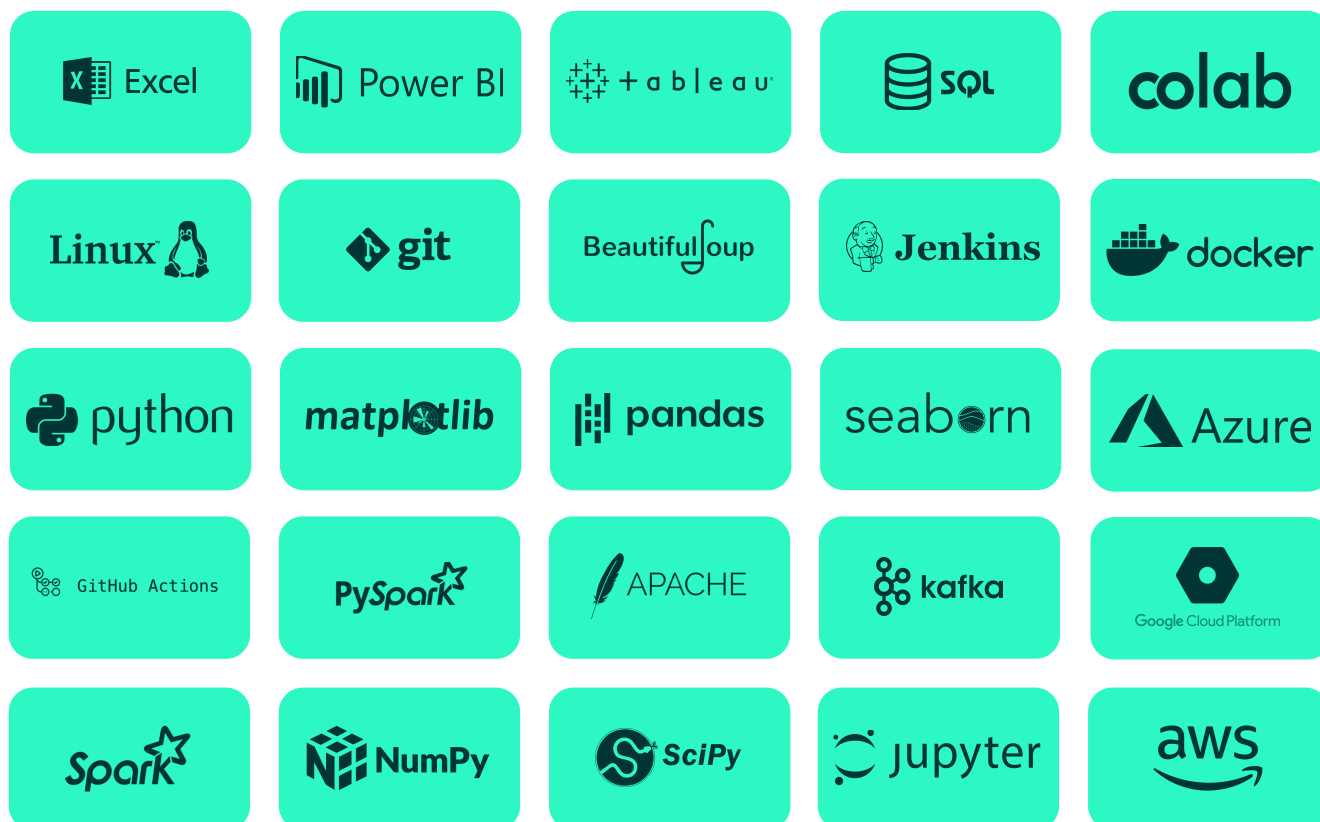 Excel
Power BI
+ a b l e a u
SQL
colab
Linux™
git
BeautifulSoup
Jenkins
docker
python
matplotlib
pandas
seaborn
Azure
GitHub Actions
PySpark
APACHE
kafka
Google Cloud Platform
Spark
NumPy
SciPy
jupyter
aws